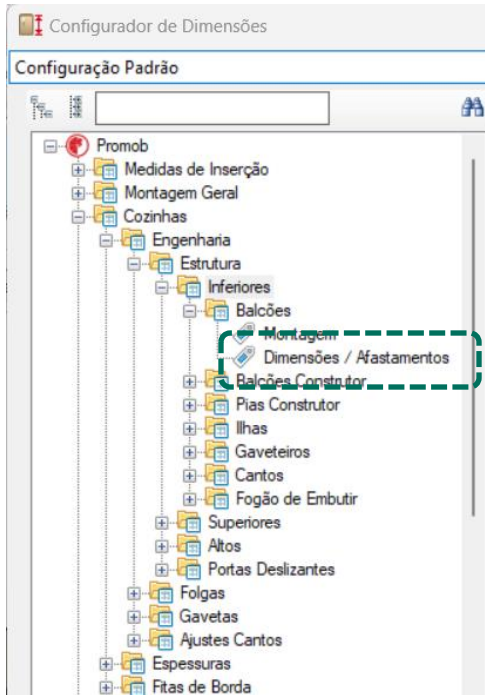 Configurador de Dimensões
Configuração Padrão
Promob
Medidas de Inserção
Montagem Geral
Cozinhas
Engenharia
Estrutura
Inferiores
Balcões
Montagem
Dimensões / Afastamentos
Balcões Construtor
Pias Construtor
Ilhas
Gaveteiros
Cantos
Fogão de Embutir
Superiores
Altos
Portas Deslizantes
Folgas
Gavetas
Ajustes Cantos
Espessuras
Fitas de Borda